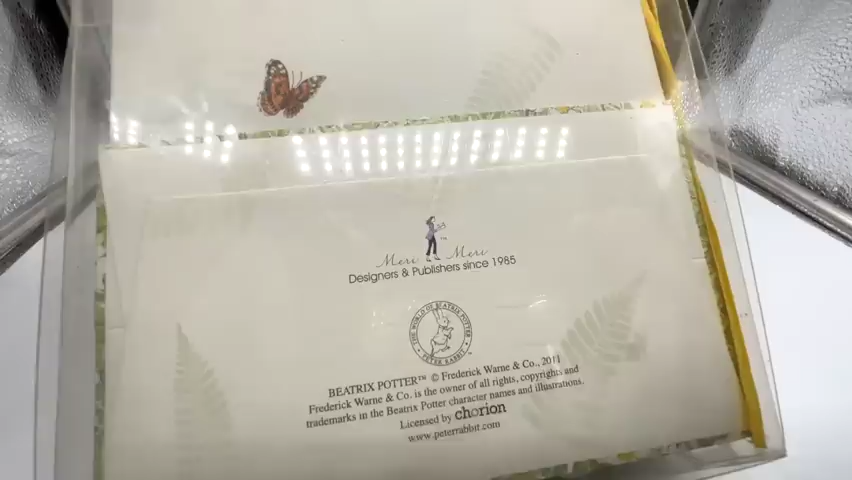 Meri Meri
™
Designers & Publishers since 1985
THE WORLD OF BEATRIX POTTER
PETER RABBIT
™
BEATRIX POTTER™ © Frederick Warne & Co., 2011
Frederick Warne & Co. is the owner of all rights, copyrights and
trademarks in the Beatrix Potter character names and illustrations.
Licensed by chorion
www.peterrabbit.com